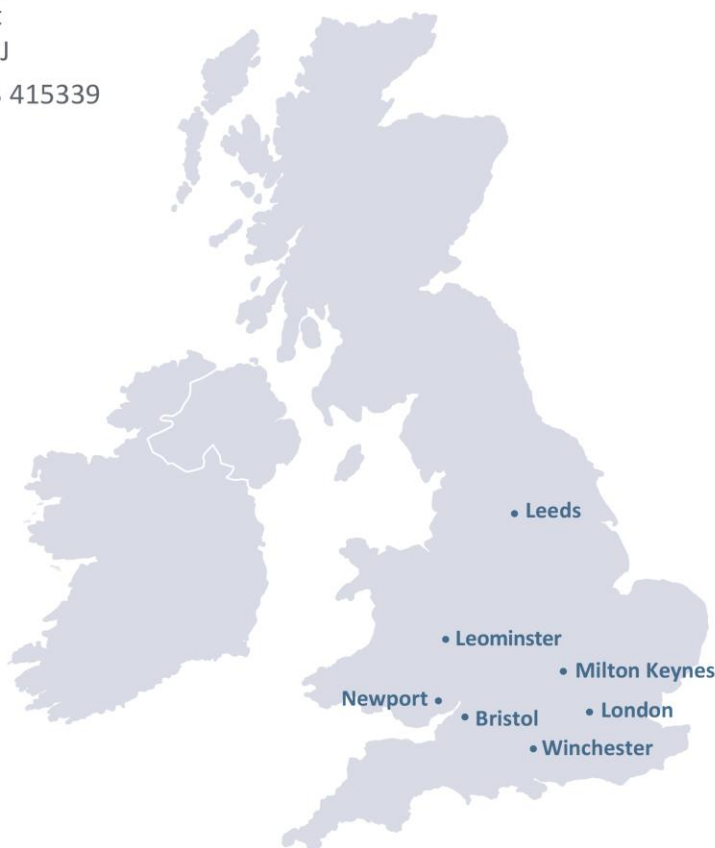 J
415339
Leeds
Leominster
Milton Keynes
Newport
London
Bristol
Winchester